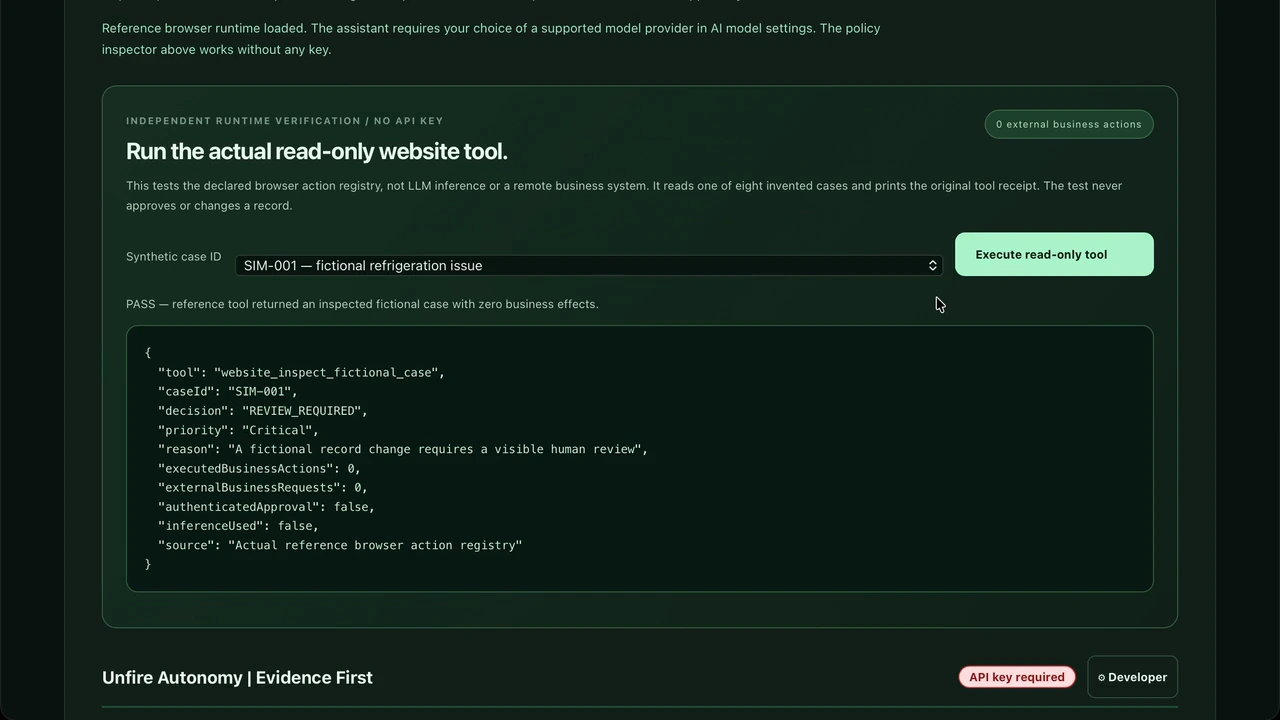 Reference browser runtime loaded. The assistant requires your choice of a supported model provider in AI model settings. The policy
inspector above works without any key.
INDEPENDENT RUNTIME VERIFICATION / NO API KEY
0 external business actions
Run the actual read-only website tool.
This tests the declared browser action registry, not LLM inference or a remote business system. It reads one of eight invented cases and prints the original tool receipt. The test never
approves or changes a record.
Synthetic case ID
SIM-001 — fictional refrigeration issue
Execute read-only tool
PASS — reference tool returned an inspected fictional case with zero business effects.
{
  "tool": "website_inspect_fictional_case",
  "caseId": "SIM-001",
  "decision": "REVIEW_REQUIRED",
  "priority": "Critical",
  "reason": "A fictional record change requires a visible human review",
  "executedBusinessActions": 0,
  "externalBusinessRequests": 0,
  "authenticatedApproval": false,
  "inferenceUsed": false,
  "source": "Actual reference browser action registry"
}
Unfire Autonomy | Evidence First
API key required
⚙ Developer